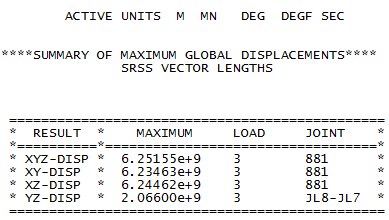 ACTIVE UNITS  M  MN   DEG  DEGF SEC
****SUMMARY OF MAXIMUM GLOBAL DISPLACEMENTS****
SRSS VECTOR LENGTHS
===============================================
*  RESULT  *    MAXIMUM     LOAD     JOINT    *
*==========*==================================*
* XYZ-DISP *  6.25155e+9    3        881      *
* XY-DISP  *  6.23463e+9    3        881      *
* XZ-DISP  *  6.24462e+9    3        881      *
* YZ-DISP  *  2.06600e+9    3        JL8-JL7  *
===============================================